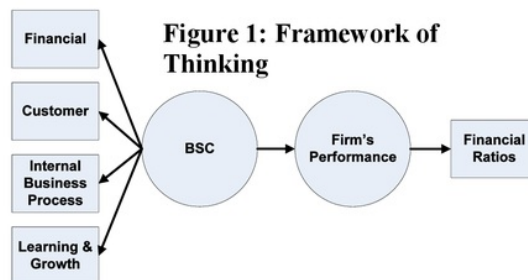 Figure 1: Framework of
Thinking
Financial
Customer
Internal
Business
Process
Learning &
Growth
BSC
Firm's
Performance
Financial
Ratios